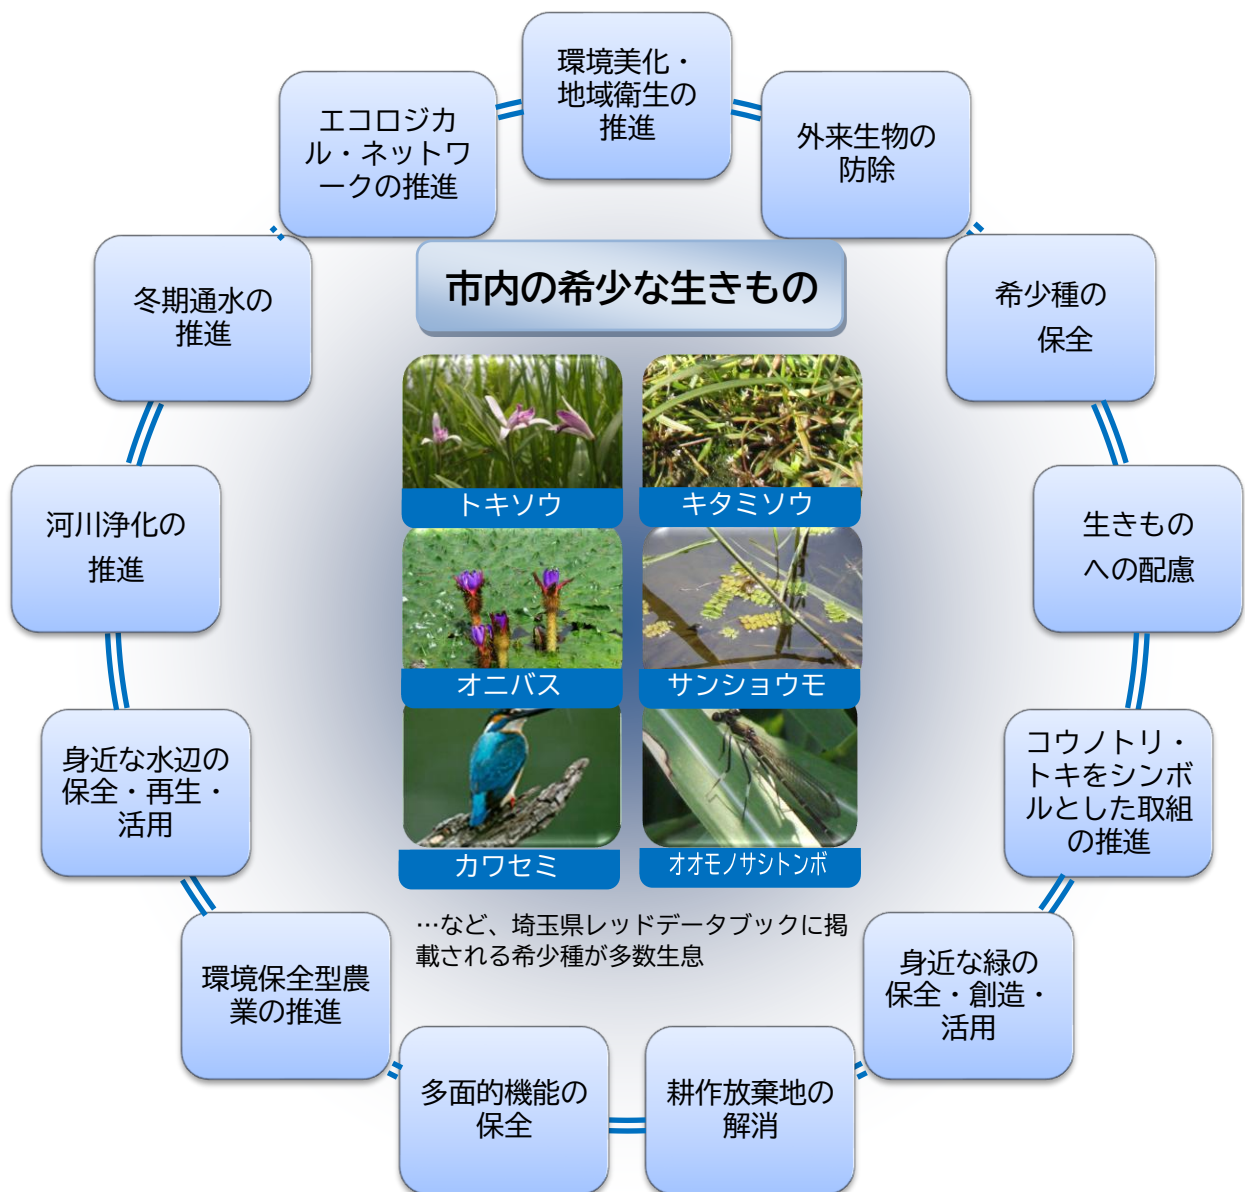 環境美化・
地域衛生の
推進
外来生物の
防除
希少種の
保全
生きもの
への配慮
コウノトリ・
トキをシンボ
ルとした取組
の推進
身近な緑の
保全・創造・
活用
耕作放棄地の
解消
多面的機能の
保全
環境保全型農
業の推進
身近な水辺の
保全・再生・
活用
河川浄化の
推進
冬期通水の
推進
エコロジカ
ル・ネットワ
ークの推進
市内の希少な生きもの
トキソウ
キタミソウ
オニバス
サンショウモ
カワセミ
オオモノサシトンボ
…など、埼玉県レッドデータブックに掲
載される希少種が多数生息